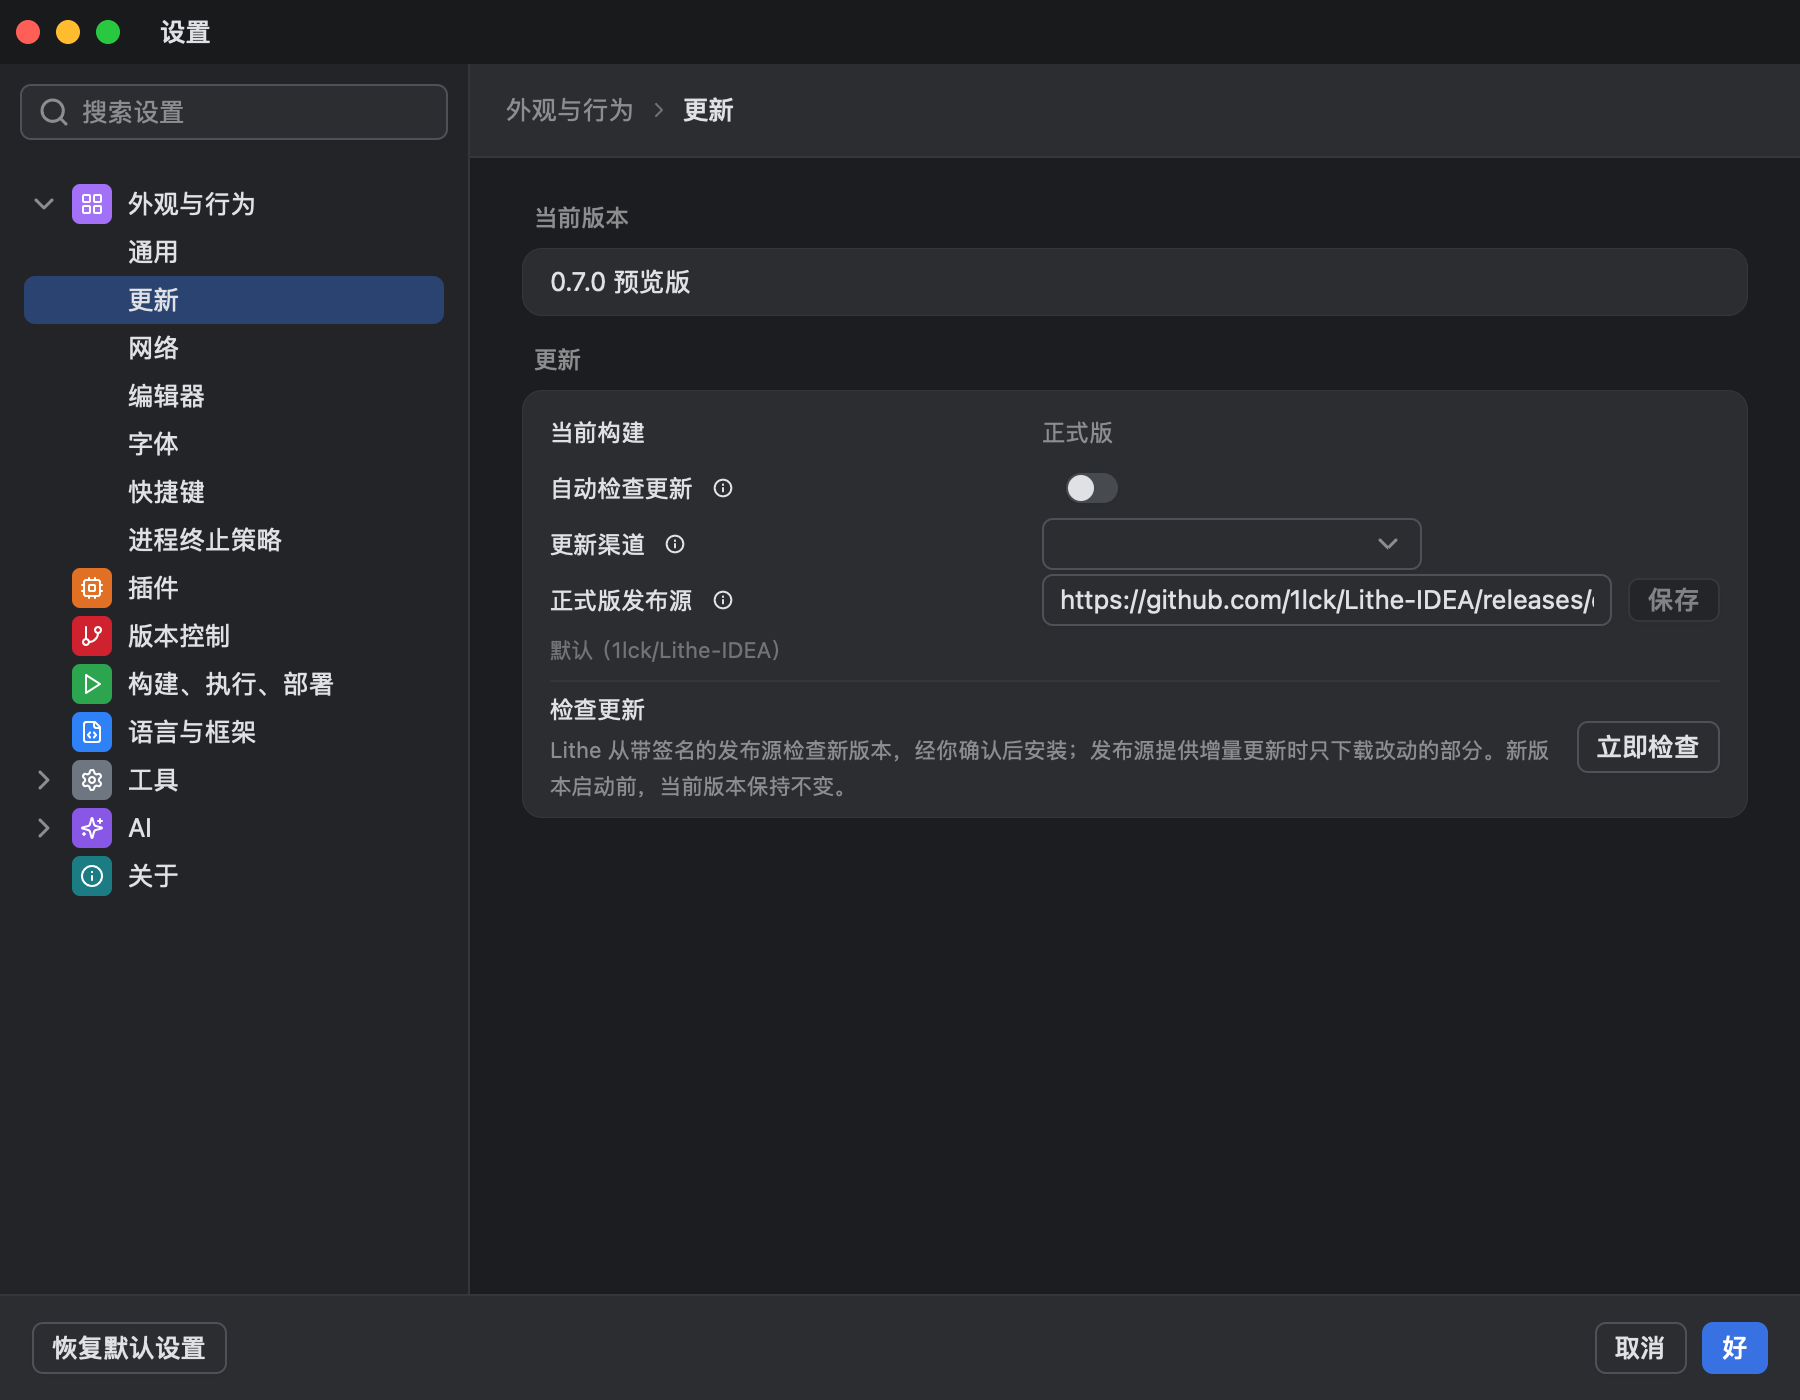 设置
搜索设置
外观与行为
通用
更新
网络
编辑器
字体
快捷键
进程终止策略
插件
版本控制
构建、执行、部署
语言与框架
工具
AI
关于
外观与行为 > 更新
当前版本
0.7.0 预览版
更新
当前构建 正式版
自动检查更新
更新渠道
正式版发布源 https://github.com/1lck/Lithe-IDEA/releases/ 保存
默认（1lck/Lithe-IDEA）
检查更新
Lithe 从带签名的发布源检查新版本，经你确认后安装；发布源提供增量更新时只下载改动的部分。新版
本启动前，当前版本保持不变。
立即检查
恢复默认设置
取消
好